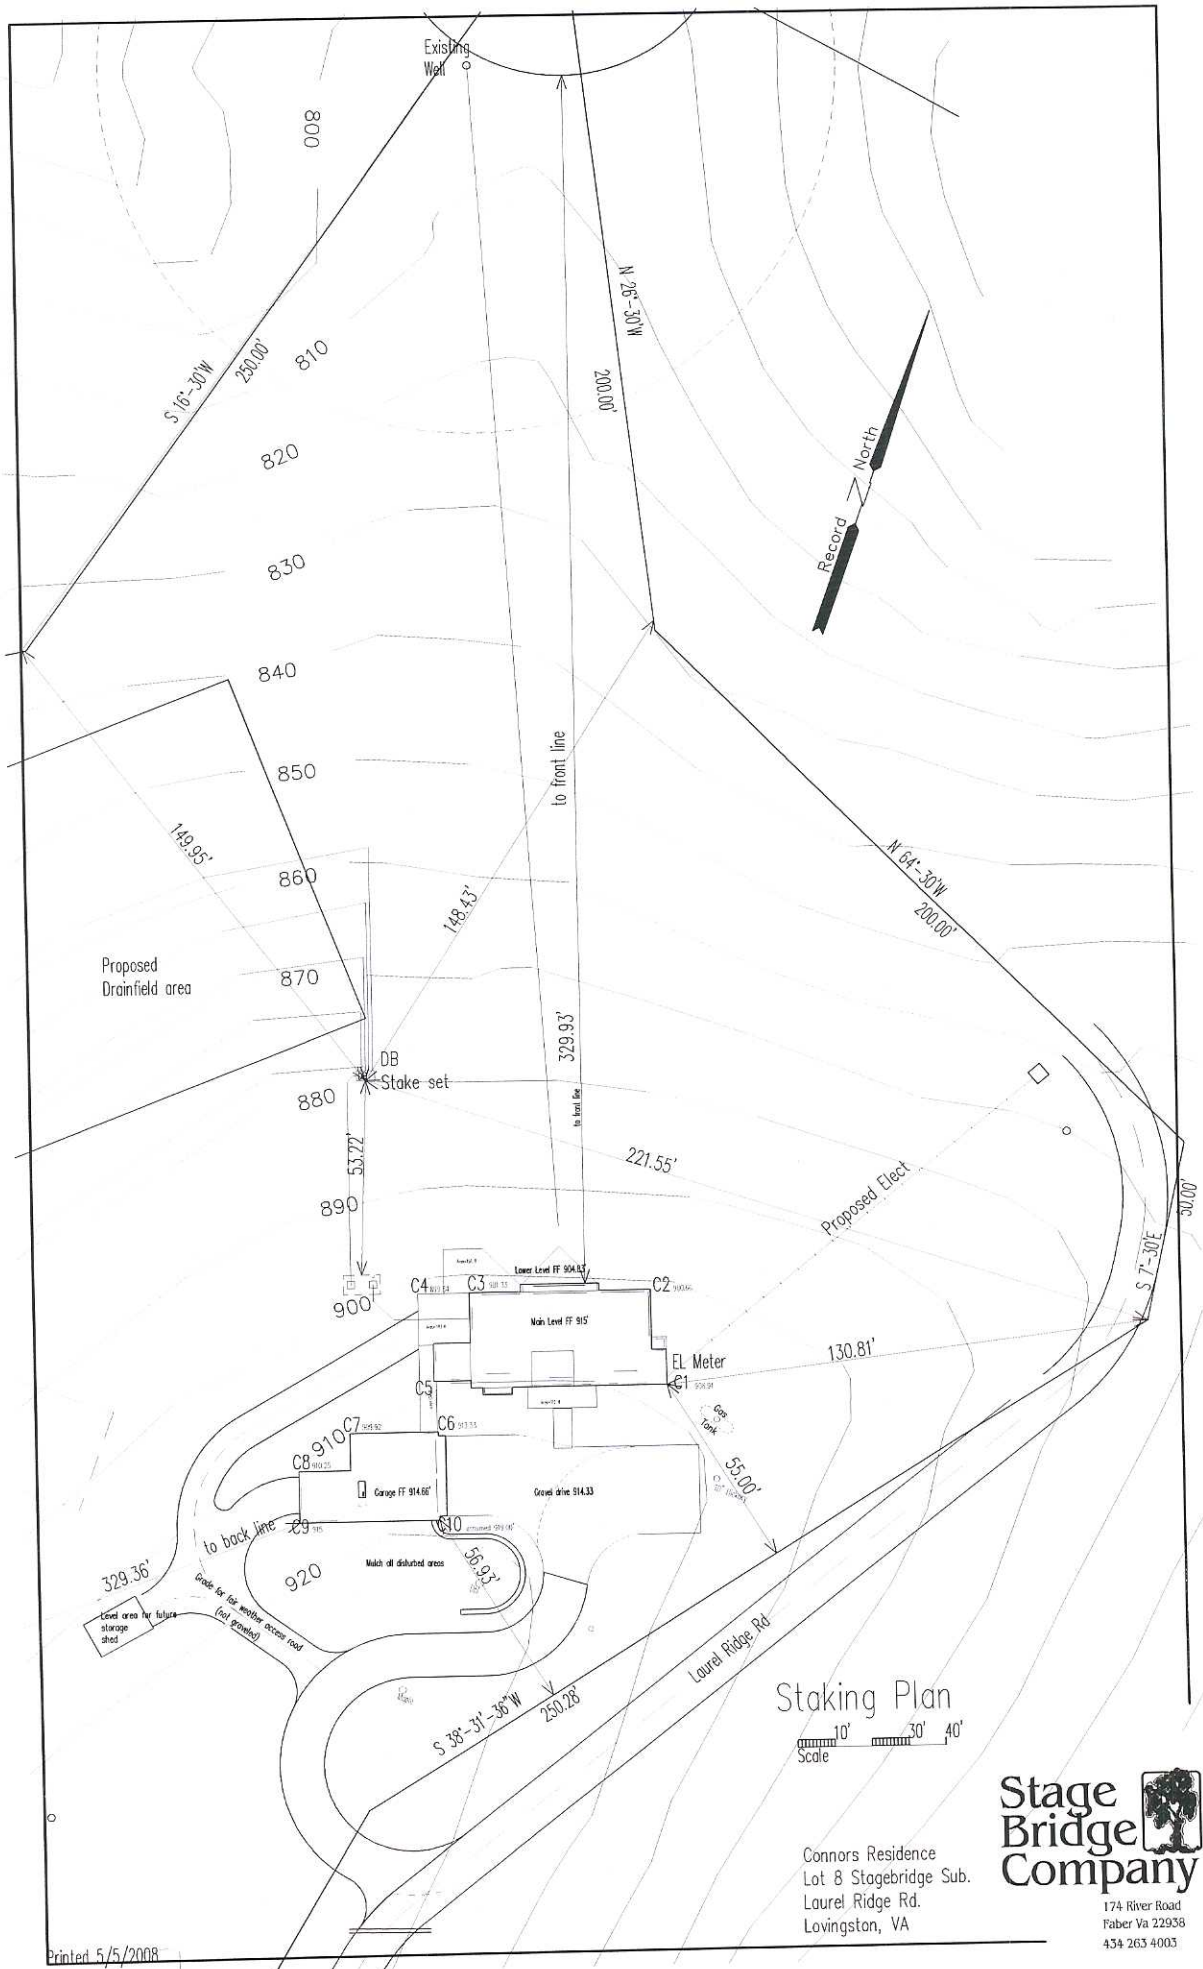 Existing
Well
800
S 16°-30'W
250.00'
810
N 26°-30'W
200.00'
820
Record
North
830
840
to front line
850
149.95'
860
148.43'
N 64°-30'W
200.00'
Proposed
Drainfield area
870
329.93'
DB
Stake set
880
to front line
53.22'
221.55'
Proposed Elect
890
S 7°-30'E
50.00'
Lower Level FF 904.83'
C4
C3
C2
900
Main Level FF 915'
130.81'
EL Meter
C5
C1
Gas
Tank
C7
C6
910
C8
55.00'
Garage FF 914.66'
Gravel drive 914.33
C9 915
C10
to back line
56.93'
Mulch all disturbed areas
920
329.36'
Grade for fair weather access road
(not graveled)
Level area for future
storage
shed
Laurel Ridge Rd
S 38°-31'-36"W
250.28'
Staking Plan
10' 30' 40'
Scale
Stage
Bridge
Company
Connors Residence
Lot 8 Stagebridge Sub.
Laurel Ridge Rd.
Lovingston, VA
174 River Road
Faber Va 22938
434 263 4003
Printed 5/5/2008